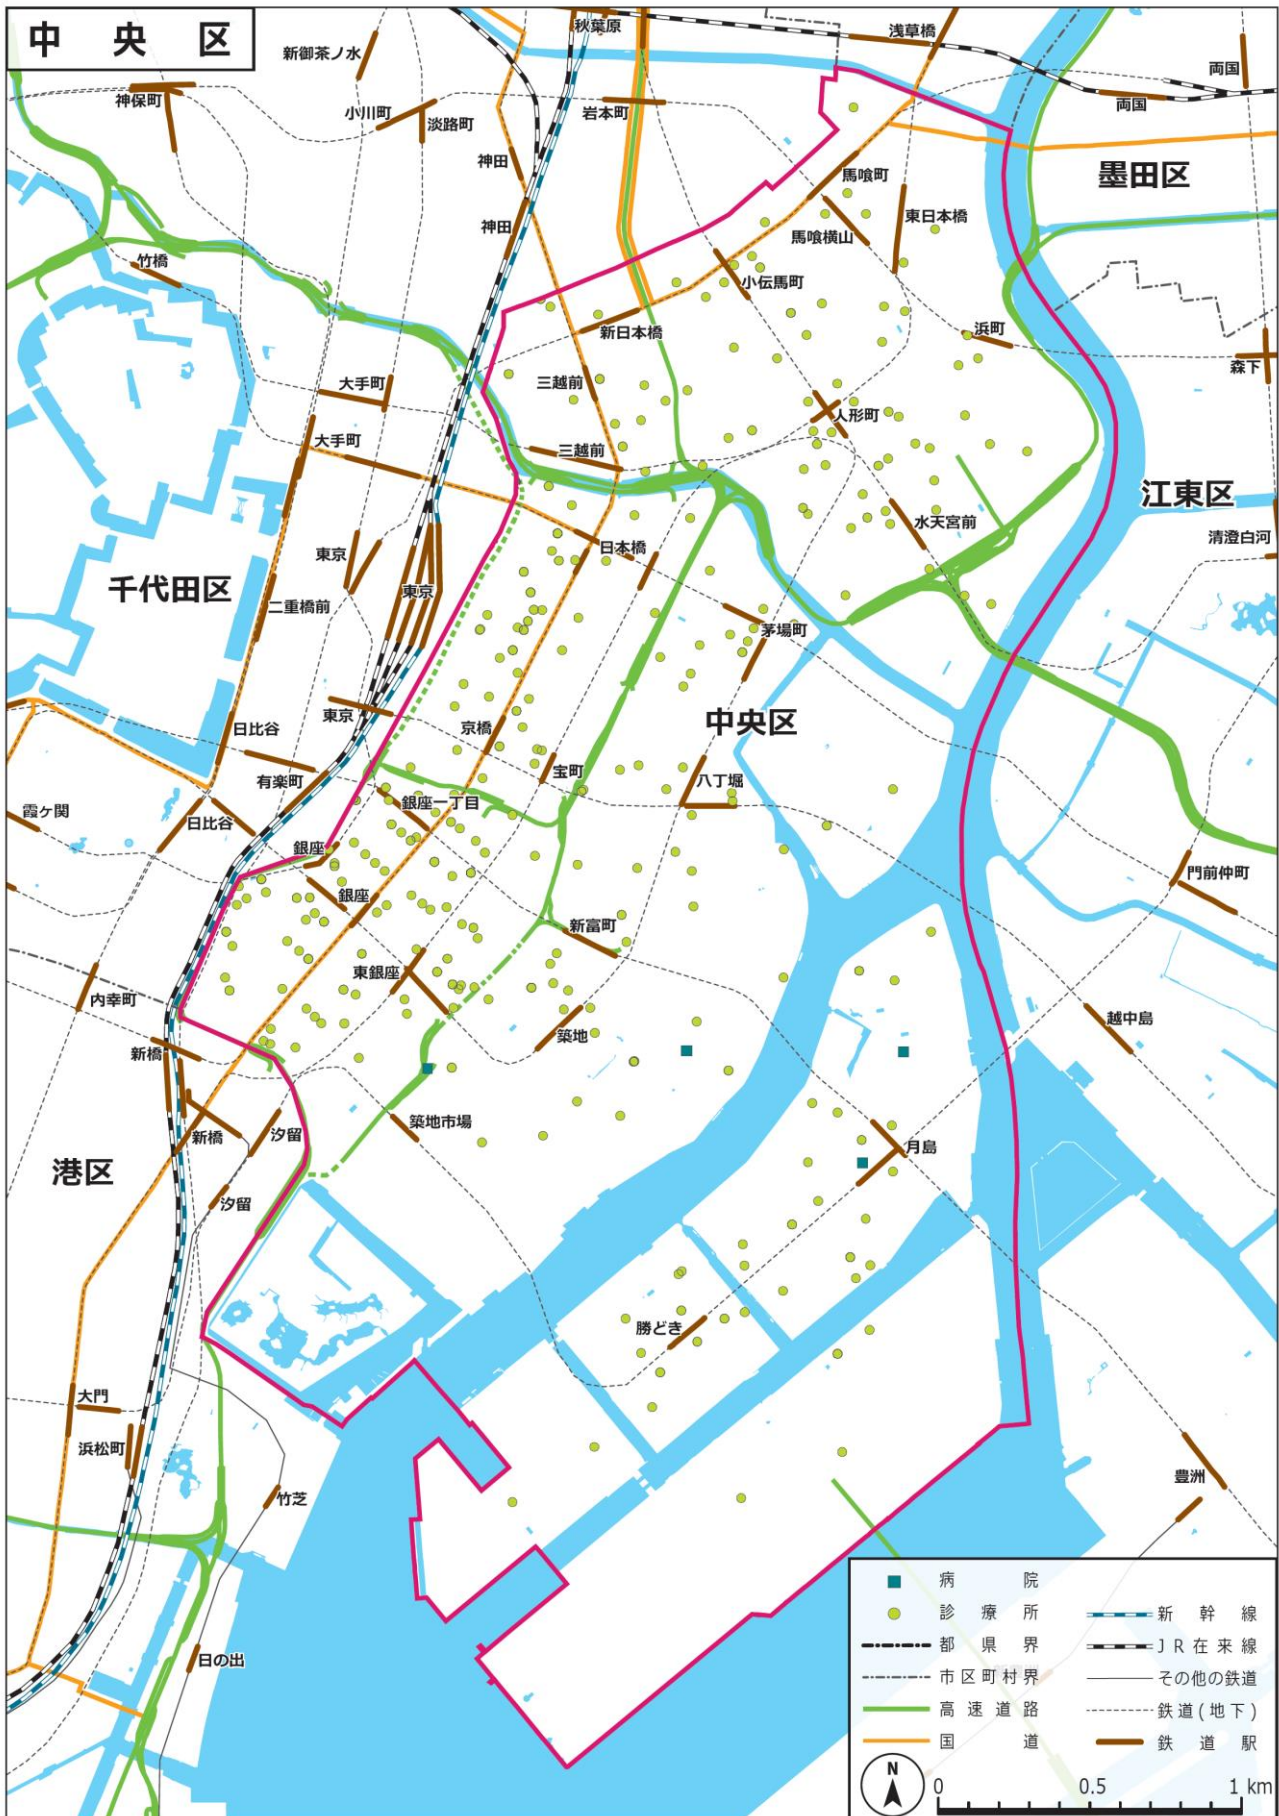 中央区
秋葉原
浅草橋
新御茶ノ水
両国
神保町
小川町
淡路町
岩本町
両国
神田
馬喰町
墨田区
神田
東日本橋
馬喰横山
竹橋
小伝馬町
新日本橋
浜町
大手町
三越前
森下
人形町
大手町
三越前
江東区
水天宮前
清澄白河
東京
日本橋
千代田区
東京
二重橋前
茅場町
東京
中央区
日比谷
京橋
有楽町
宝町
八丁堀
銀座一丁目
霞ケ関
日比谷
銀座
門前仲町
銀座
新富町
東銀座
内幸町
越中島
築地
新橋
築地市場
新橋
汐留
月島
港区
汐留
勝どき
大門
浜松町
豊洲
竹芝
日の出
病院
診療所
都県界
市区町村界
高速道路
国道
新幹線
JR在来線
その他の鉄道
鉄道(地下)
鉄道駅
N
0 0.5 1 km